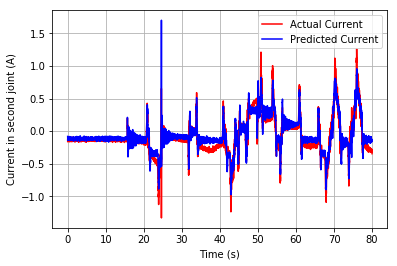 Actual Current
Predicted Current
Current in second joint (A)
1.5
1.0
0.5
0.0
−0.5
−1.0
0 10 20 30 40 50 60 70 80
Time (s)